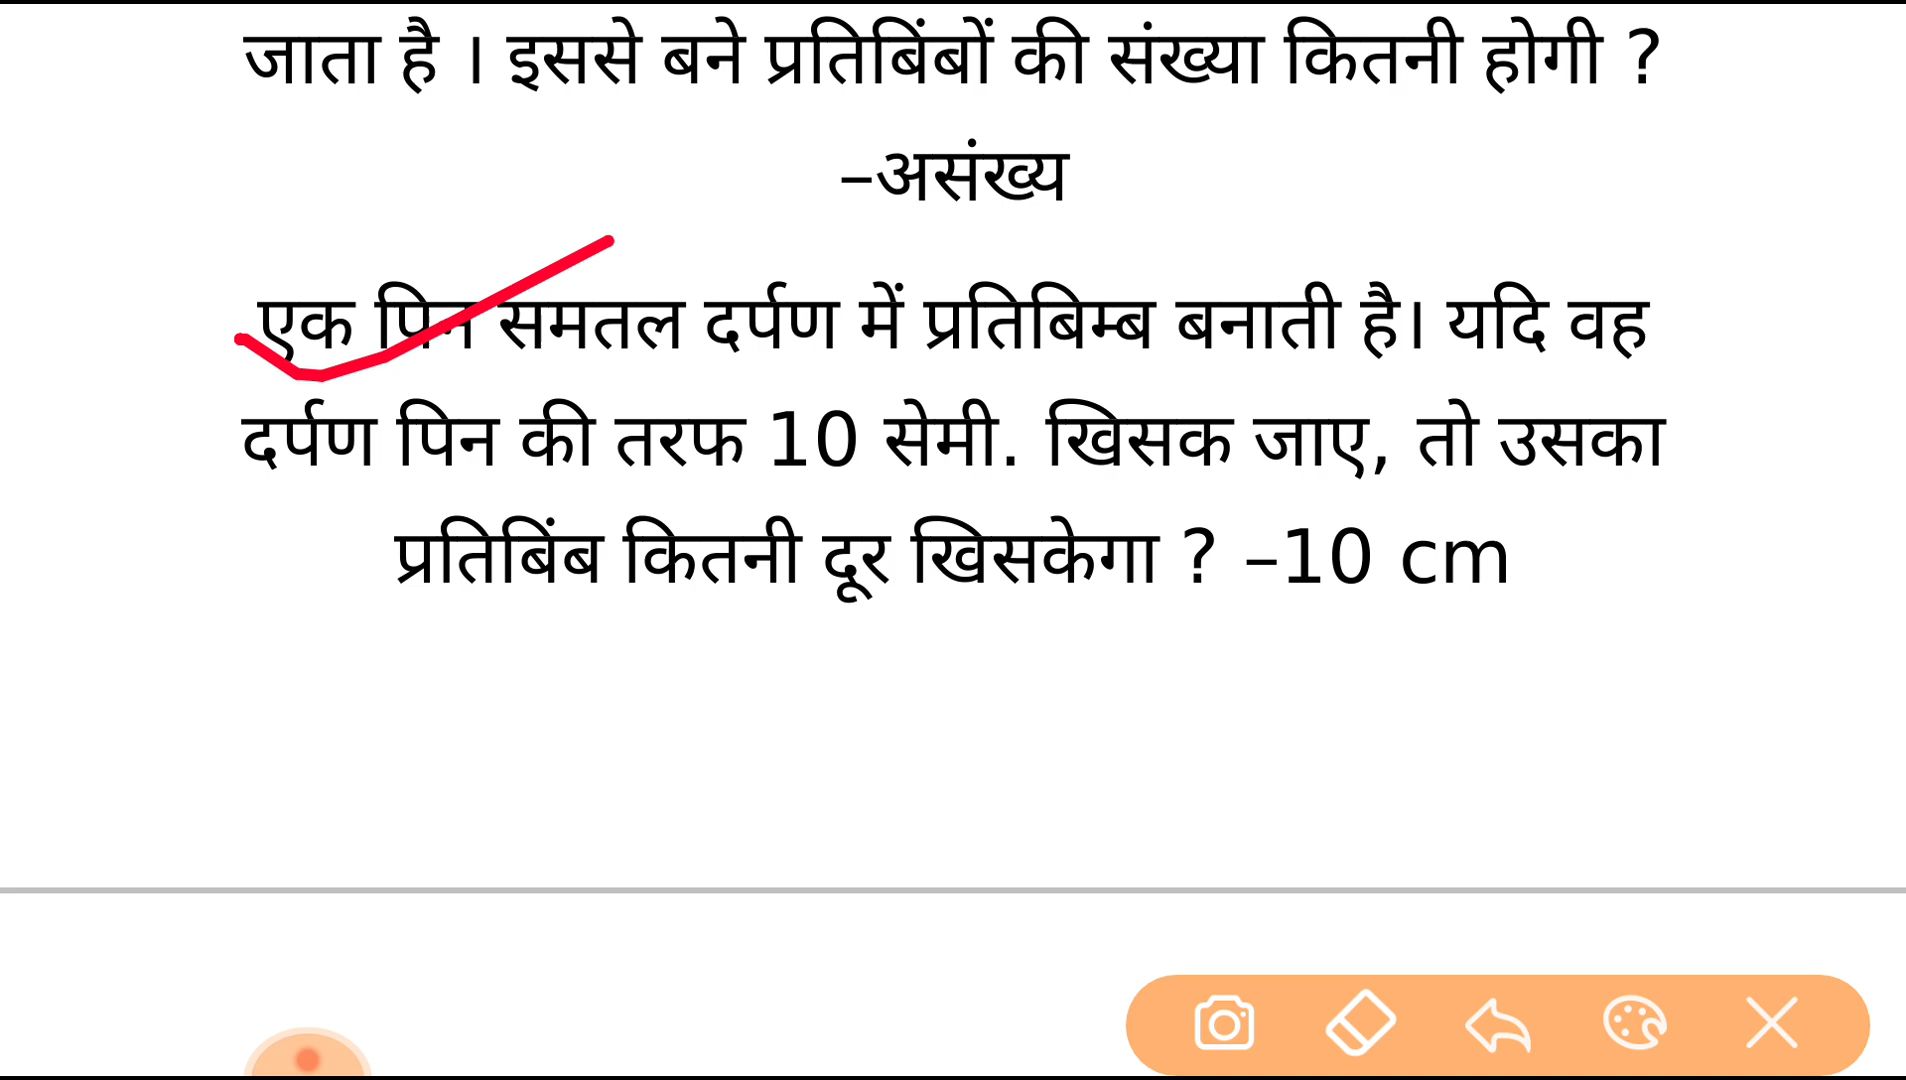 जाता है । इससे बने प्रतिबिंबों की संख्या कितनी होगी ?
–असंख्य
एक पिन समतल दर्पण में प्रतिबिम्ब बनाती है। यदि वह
दर्पण पिन की तरफ 10 सेमी. खिसक जाए, तो उसका
प्रतिबिंब कितनी दूर खिसकेगा ? –10 cm